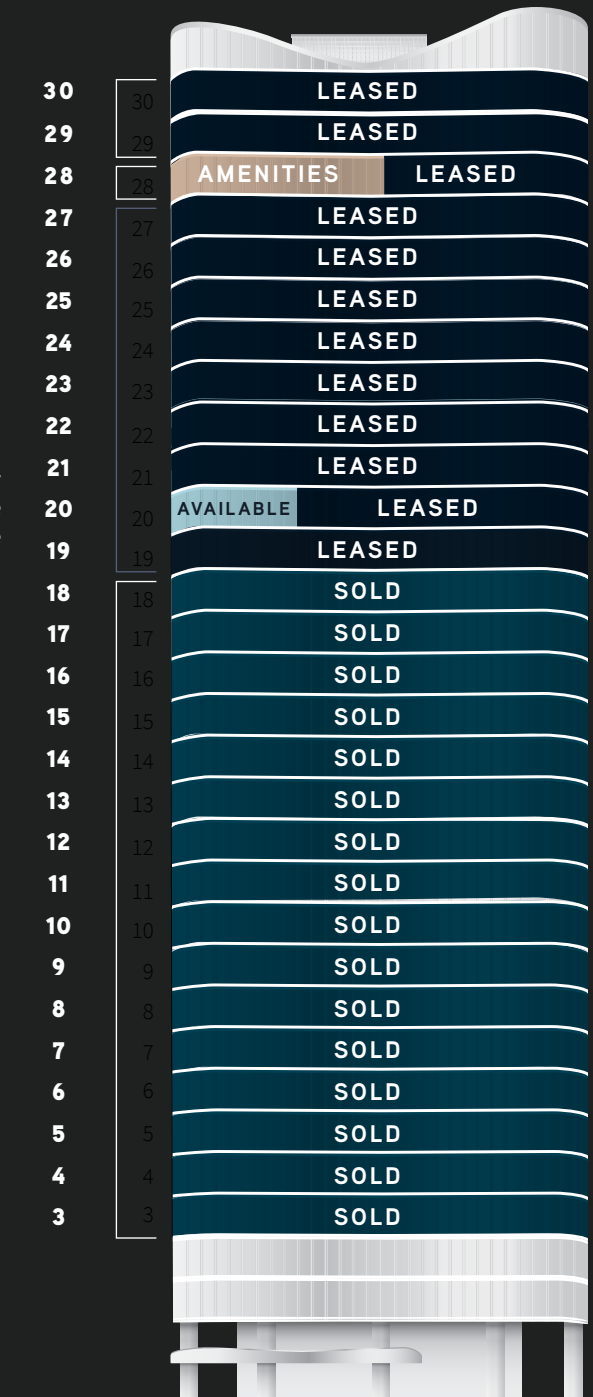 30 30 LEASED
29 29 LEASED
28 28 AMENITIES LEASED
27 27 LEASED
26 26 LEASED
25 25 LEASED
24 24 LEASED
23 23 LEASED
22 22 LEASED
21 21 LEASED
20 20 AVAILABLE LEASED
19 19 LEASED
18 18 SOLD
17 17 SOLD
16 16 SOLD
15 15 SOLD
14 14 SOLD
13 13 SOLD
12 12 SOLD
11 11 SOLD
10 10 SOLD
9 9 SOLD
8 8 SOLD
7 7 SOLD
6 6 SOLD
5 5 SOLD
4 4 SOLD
3 3 SOLD